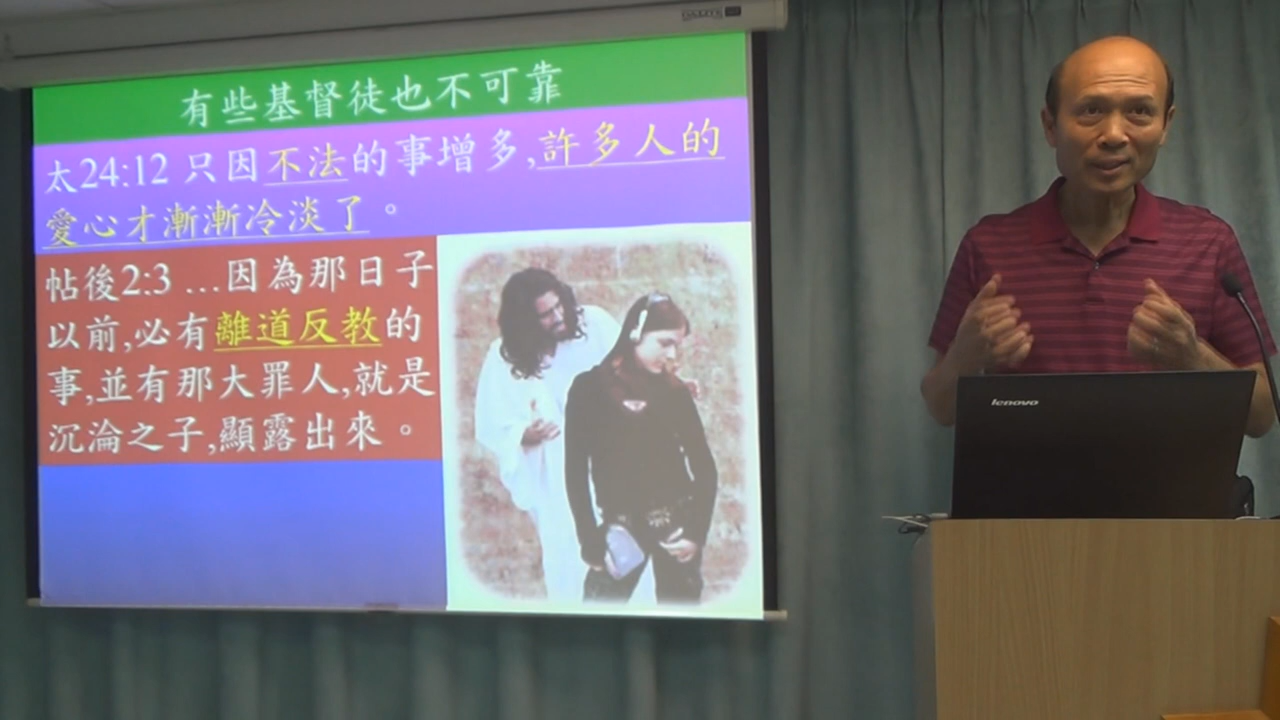 DA-LITE
有些基督徒也不可靠
太24:12 只因不法的事增多,許多人的
愛心才漸漸冷淡了。
帖後2:3 …因為那日子
以前,必有離道反教的
事,並有那大罪人,就是
沉淪之子,顯露出來。
lenovo